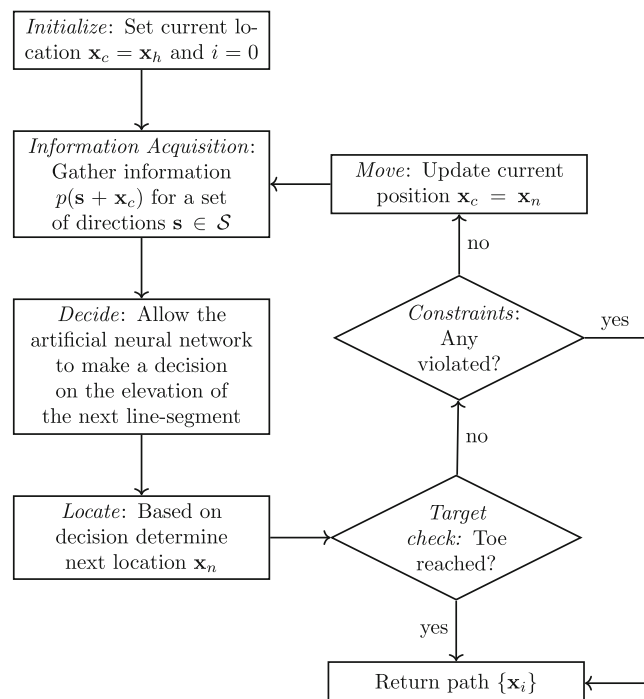 Initialize: Set current lo-
cation x_c = x_h and i = 0
Information Acquisition:
Gather information
p(s + x_c) for a set
of directions s ∈ S
Decide: Allow the
artificial neural network
to make a decision
on the elevation of
the next line-segment
Locate: Based on
decision determine
next location x_n
Target
check: Toe
reached?
no
Constraints:
Any
violated?
yes
no
Move: Update current
position x_c = x_n
yes
Return path {x_i}